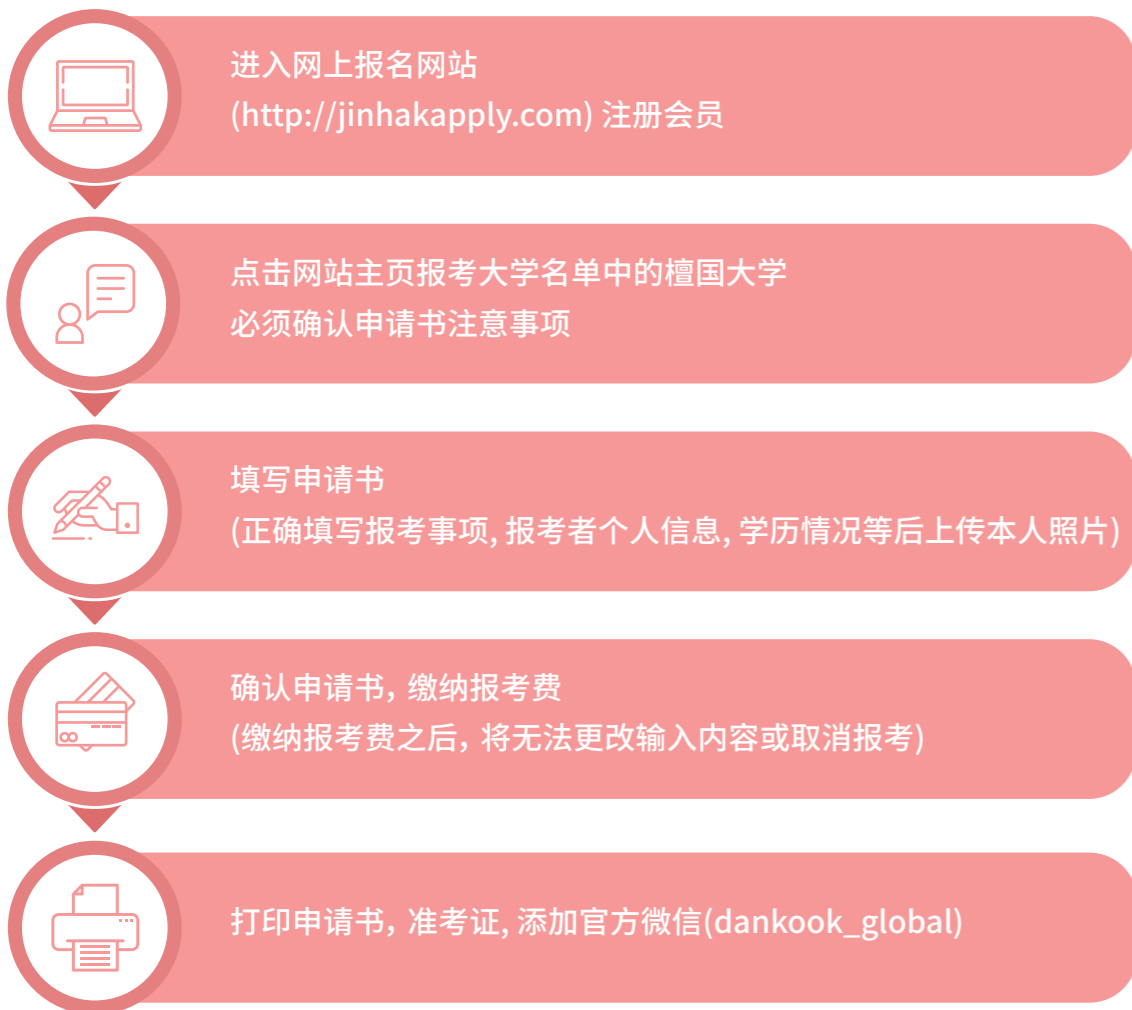 进入网上报名网站
(http://jinhakapply.com) 注册会员
点击网站主页报考大学名单中的檀国大学
必须确认申请书注意事项
填写申请书
(正确填写报考事项, 报考者个人信息, 学历情况等后上传本人照片)
确认申请书, 缴纳报考费
(缴纳报考费之后, 将无法更改输入内容或取消报考)
打印申请书, 准考证, 添加官方微信(dankook_global)